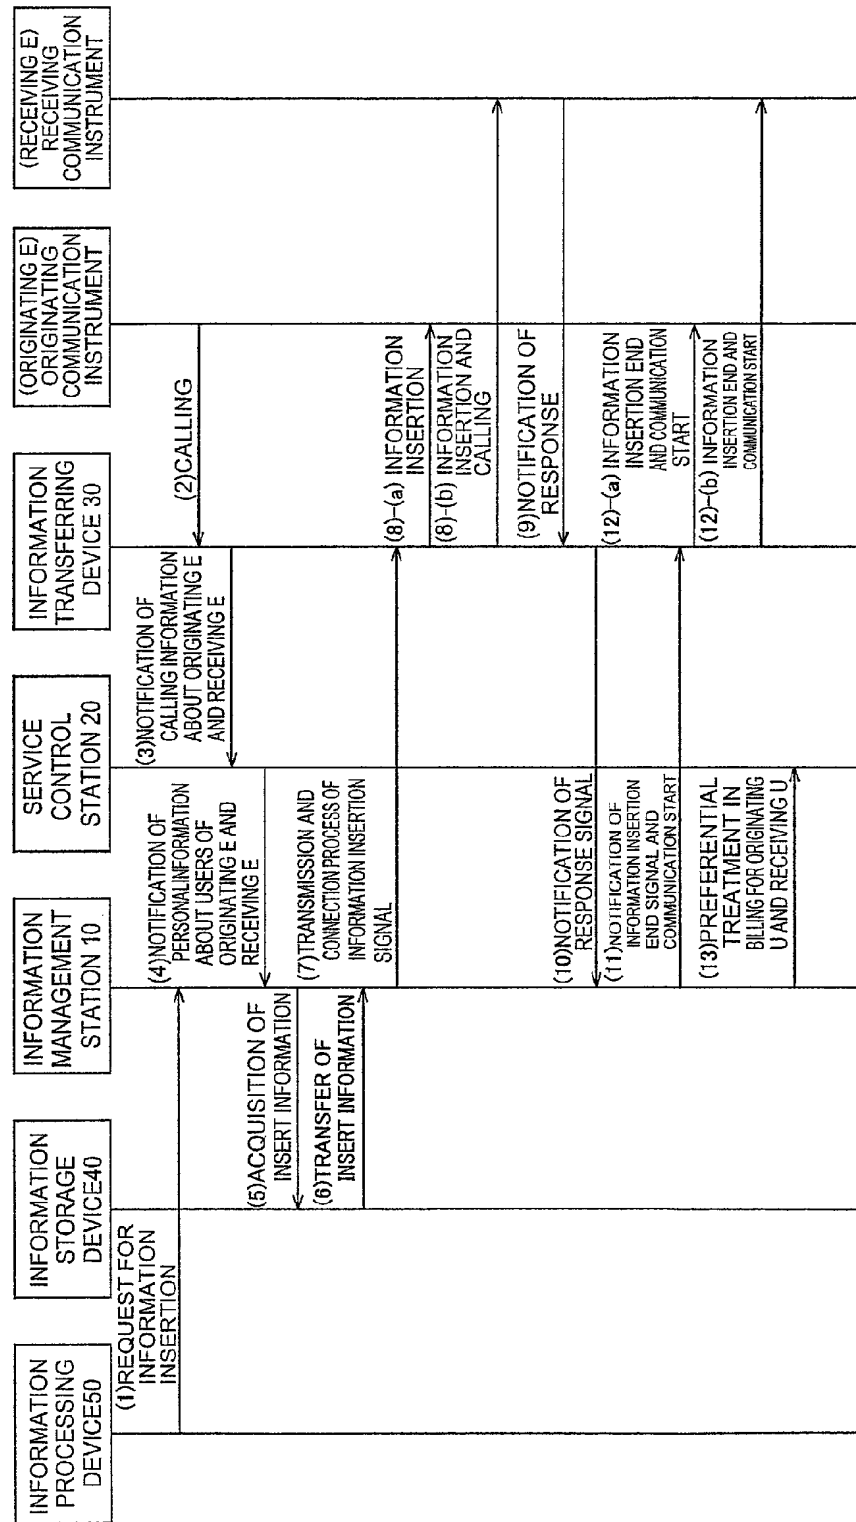 INFORMATION
PROCESSING
DEVICE50
INFORMATION
STORAGE
DEVICE40
INFORMATION
MANAGEMENT
STATION 10
SERVICE
CONTROL
STATION 20
INFORMATION
TRANSFERRING
DEVICE 30
(ORIGINATING E)
ORIGINATING
COMMUNICATION
INSTRUMENT
(RECEIVING E)
RECEIVING
COMMUNICATION
INSTRUMENT
(1)REQUEST FOR
INFORMATION
INSERTION
(2)CALLING
(3)NOTIFICATION OF
CALLING INFORMATION
ABOUT ORIGINATING E
AND RECEIVING E
(4)NOTIFICATION OF
PERSONALINFORMATION
ABOUT USERS OF
ORIGINATING E AND
RECEIVING E
(5)ACQUISITION OF
INSERT INFORMATION
(6)TRANSFER OF
INSERT INFORMATION
(7)TRANSMISSION AND
CONNECTION PROCESS OF
INFORMATION INSERTION
SIGNAL
(8)-(a) INFORMATION
INSERTION
(8)-(b) INFORMATION
INSERTION AND
CALLING
(9)NOTIFICATION OF
RESPONSE
(10)NOTIFICATION OF
RESPONSE SIGNAL
(11)NOTIFICATION OF
INFORMATION INSERTION
END SIGNAL AND
COMMUNICATION START
(12)-(a) INFORMATION
INSERTION END
AND COMMUNICATION
START
(12)-(b) INFORMATION
INSERTION END AND
COMMUNICATION START
(13)PREFERENTIAL
TREATMENT IN
BILLING FOR ORIGINATING
U AND RECEIVING U